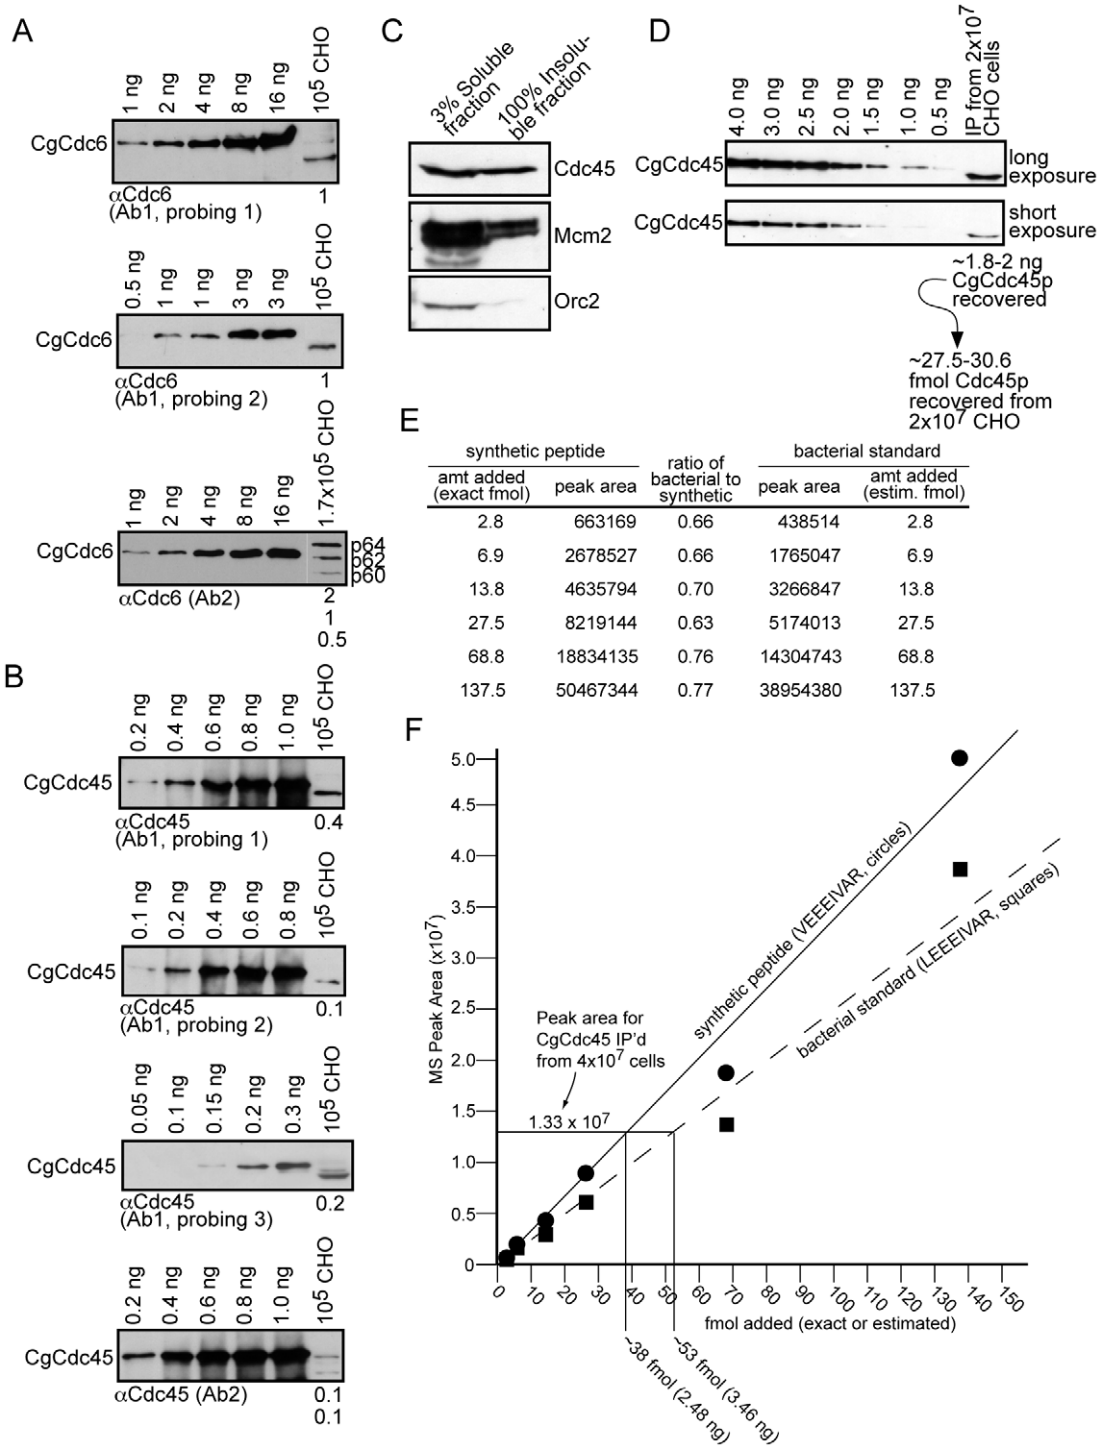 A
1 ng
2 ng
4 ng
8 ng
16 ng
10⁵ CHO
CgCdc6
αCdc6
(Ab1, probing 1)
1
0.5 ng
1 ng
1 ng
3 ng
3 ng
10⁵ CHO
CgCdc6
αCdc6
(Ab1, probing 2)
1
1 ng
2 ng
4 ng
8 ng
16 ng
1.7x10⁵ CHO
CgCdc6
p64
p62
p60
αCdc6 (Ab2)
2
1
0.5
B
0.2 ng
0.4 ng
0.6 ng
0.8 ng
1.0 ng
10⁵ CHO
CgCdc45
αCdc45
(Ab1, probing 1)
0.4
0.1 ng
0.2 ng
0.4 ng
0.6 ng
0.8 ng
10⁵ CHO
CgCdc45
αCdc45
(Ab1, probing 2)
0.1
0.05 ng
0.1 ng
0.15 ng
0.2 ng
0.3 ng
10⁵ CHO
CgCdc45
αCdc45
(Ab1, probing 3)
0.2
0.2 ng
0.4 ng
0.6 ng
0.8 ng
1.0 ng
10⁵ CHO
CgCdc45
αCdc45 (Ab2)
0.1
0.1
C
3% Soluble
fraction
100% Insolu-
ble fraction
Cdc45
Mcm2
Orc2
D
4.0 ng
3.0 ng
2.5 ng
2.0 ng
1.5 ng
1.0 ng
0.5 ng
IP from 2x10⁷
CHO cells
CgCdc45
long
exposure
CgCdc45
short
exposure
~1.8-2 ng
CgCdc45p
recovered
~27.5-30.6
fmol Cdc45p
recovered from
2x10⁷ CHO
E
synthetic peptide
ratio of
bacterial to
synthetic
bacterial standard
amt added
(exact fmol)
peak area
peak area
amt added
(estim. fmol)
2.8 663169 0.66 438514 2.8
6.9 2678527 0.66 1765047 6.9
13.8 4635794 0.70 3266847 13.8
27.5 8219144 0.63 5174013 27.5
68.8 18834135 0.76 14304743 68.8
137.5 50467344 0.77 38954380 137.5
F
MS Peak Area (x10⁷)
5.0
4.5
4.0
3.5
3.0
2.5
2.0
1.5
1.0
0.5
0
synthetic peptide (VEEEIVAR, circles)
bacterial standard (LEEEIVAR, squares)
Peak area for
CgCdc45 IP'd
from 4x10⁷ cells
1.33 x 10⁷
0 10 20 30 40 50 60 70 80 90 100 110 120 130 140 150
fmol added (exact or estimated)
~38 fmol (2.48 ng)
~53 fmol (3.46 ng)